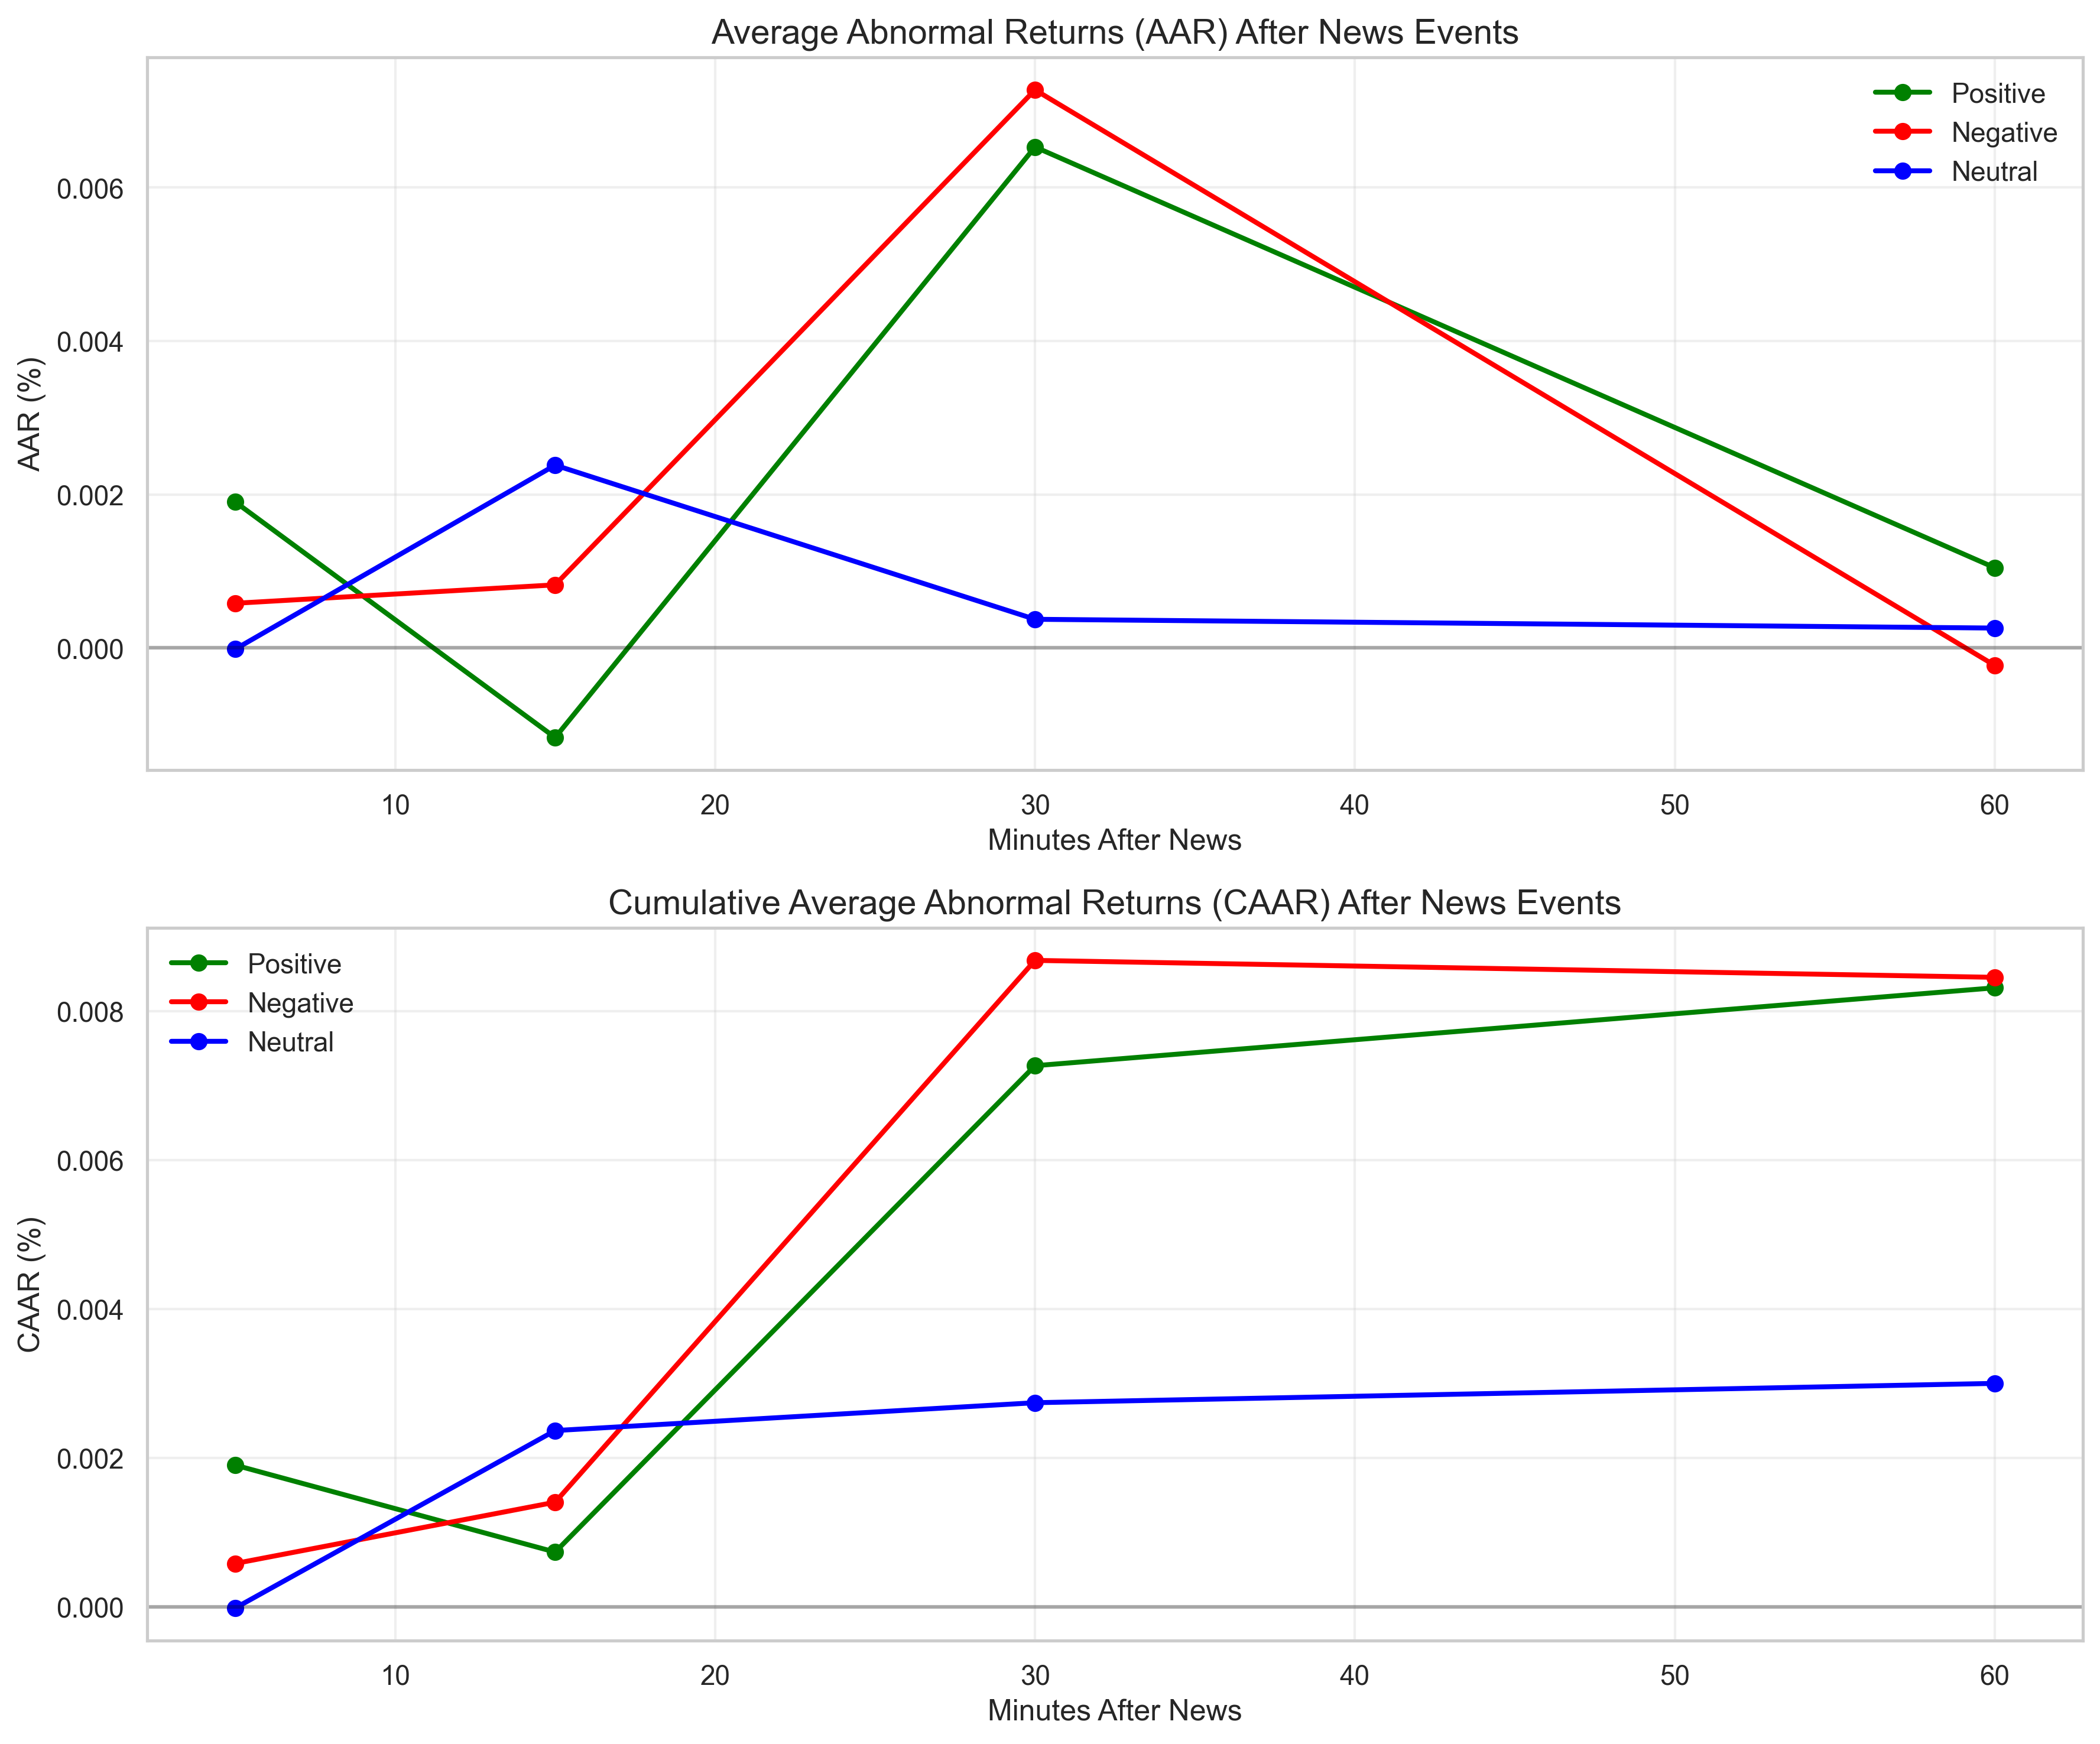 Average Abnormal Returns (AAR) After News Events
Positive
Negative
Neutral
0.006
0.004
0.002
0.000
AAR (%)
10 20 30 40 50 60
Minutes After News
Cumulative Average Abnormal Returns (CAAR) After News Events
Positive
Negative
Neutral
0.008
0.006
0.004
0.002
0.000
CAAR (%)
10 20 30 40 50 60
Minutes After News